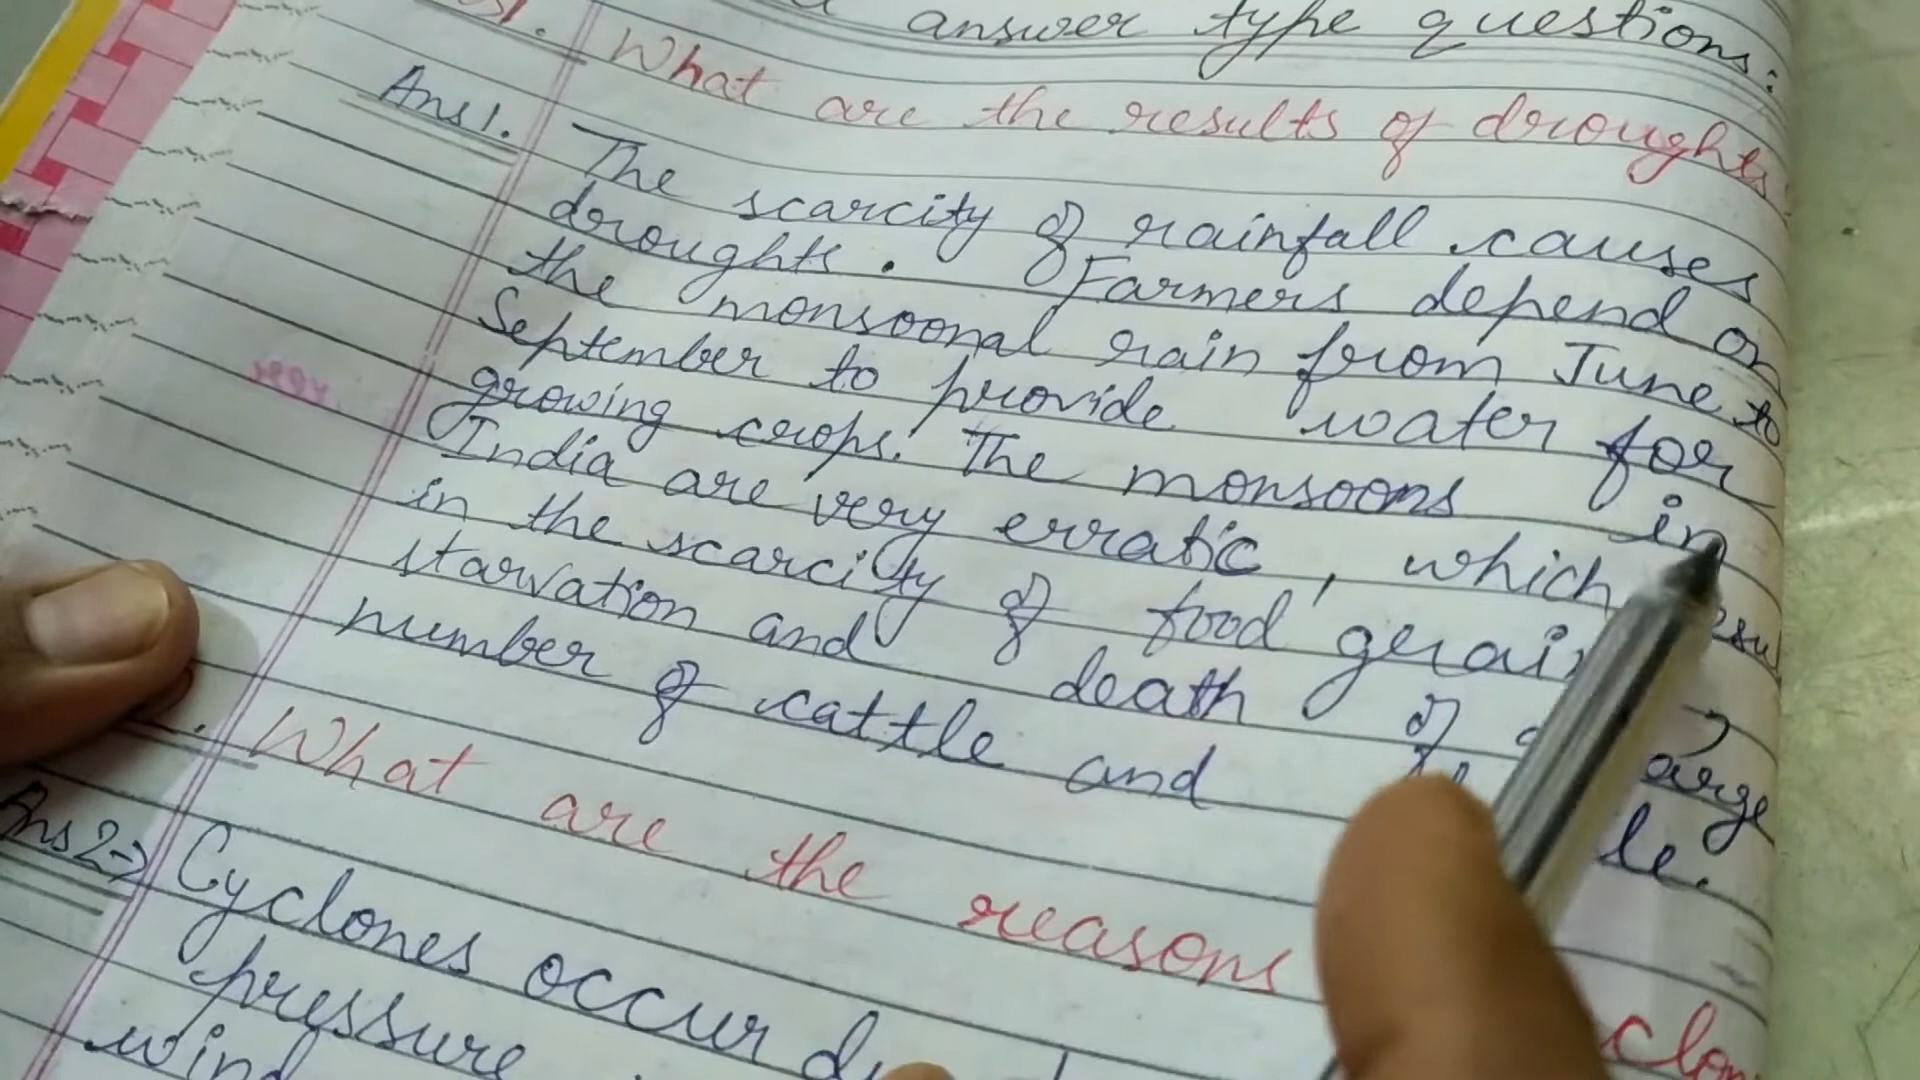 answer type questions:
What are the results of droughts
Ans 1. The scarcity of rainfall causes
droughts. Farmers depend on
the monsoonal rain from June to
September to provide water for
growing crops. The monsoons in
India are very erratic, which
in the scarcity of food
starvation and death of a
number of cattle and
What are the reasons
Ans 2→ Cyclones occur
pressure
wind